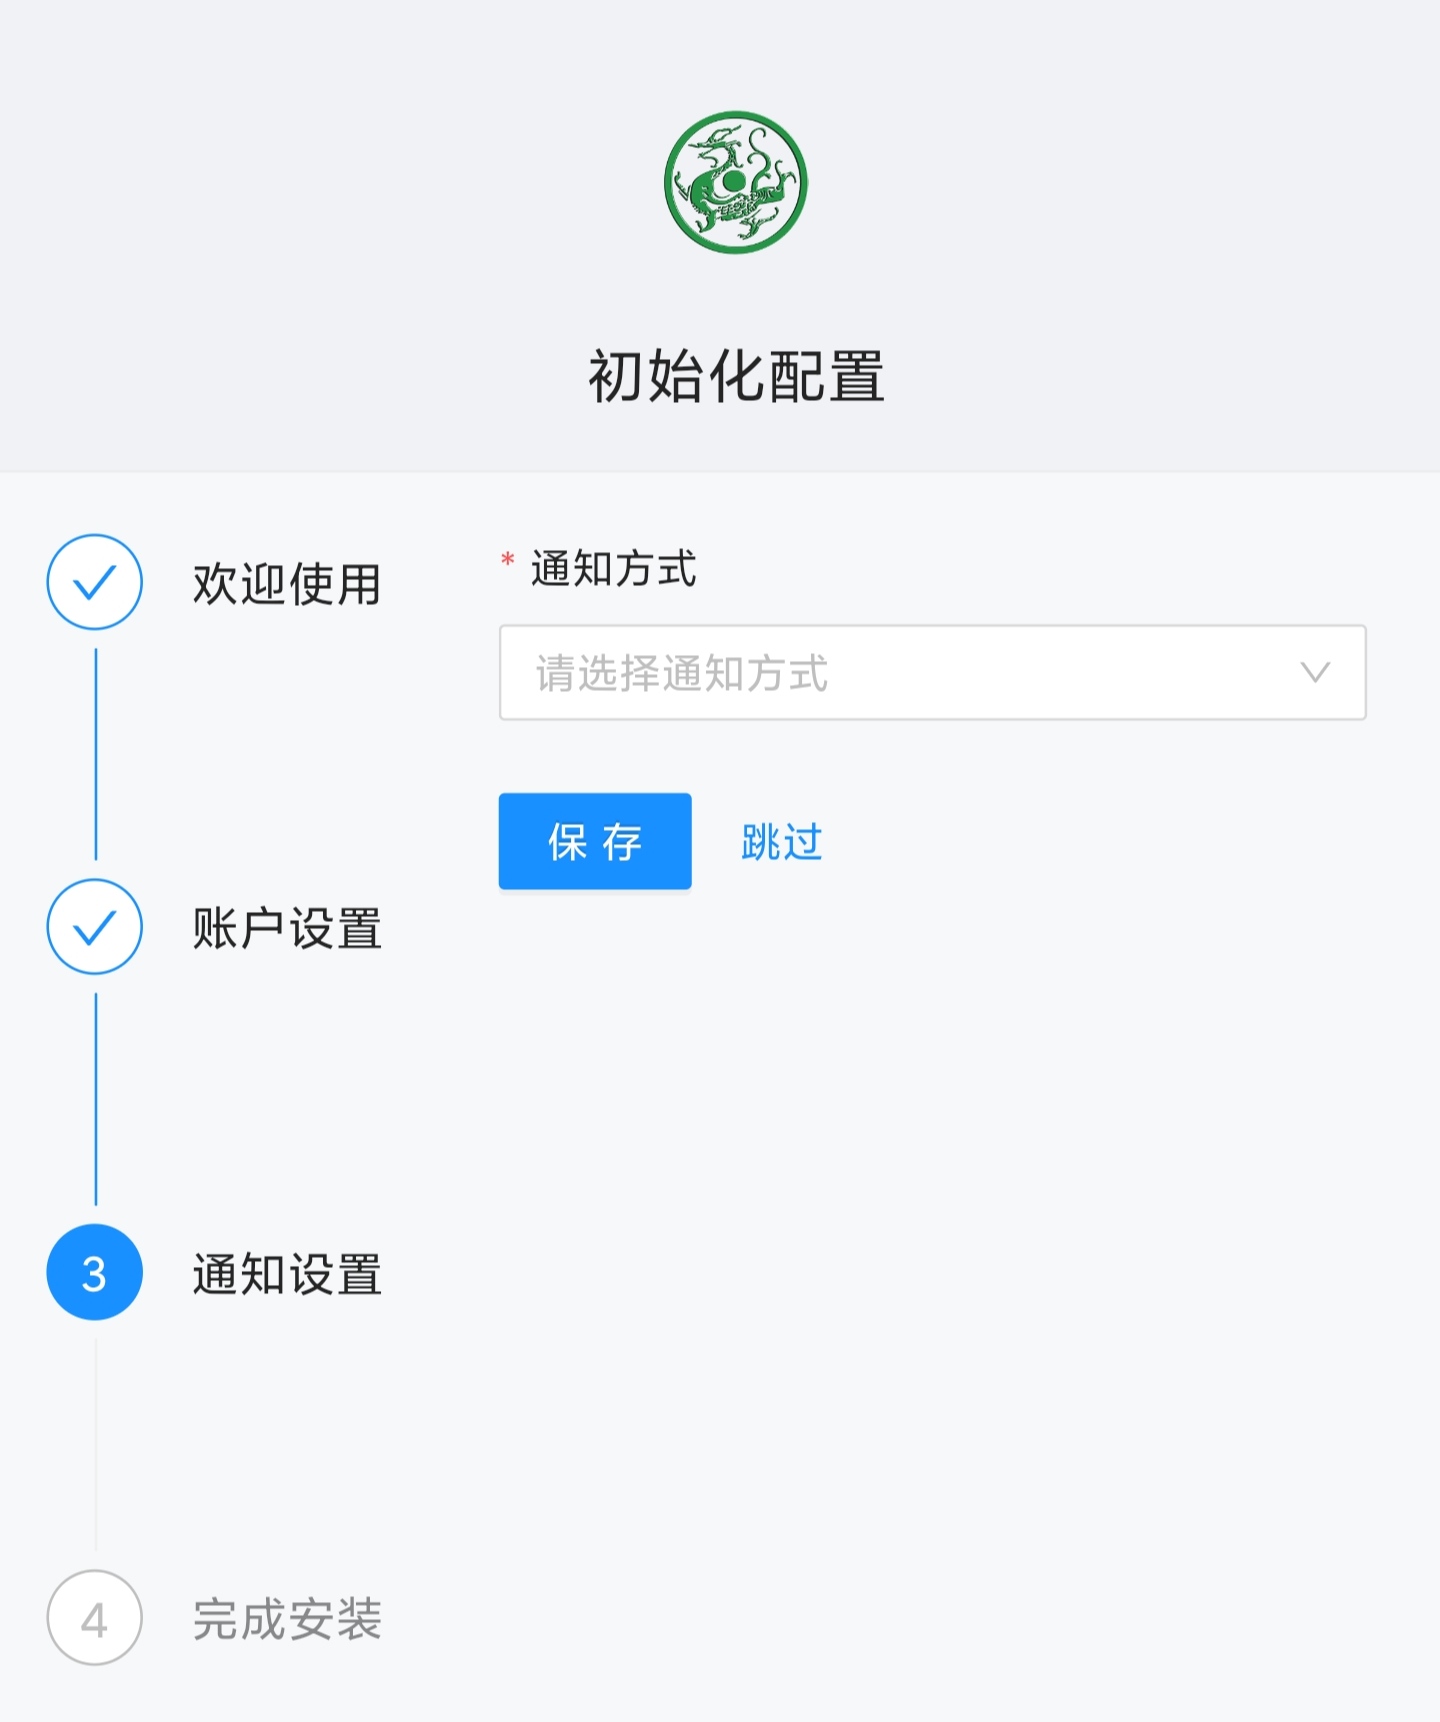 初始化配置
欢迎使用
* 通知方式
请选择通知方式
保存 跳过
账户设置
3 通知设置
4 完成安装